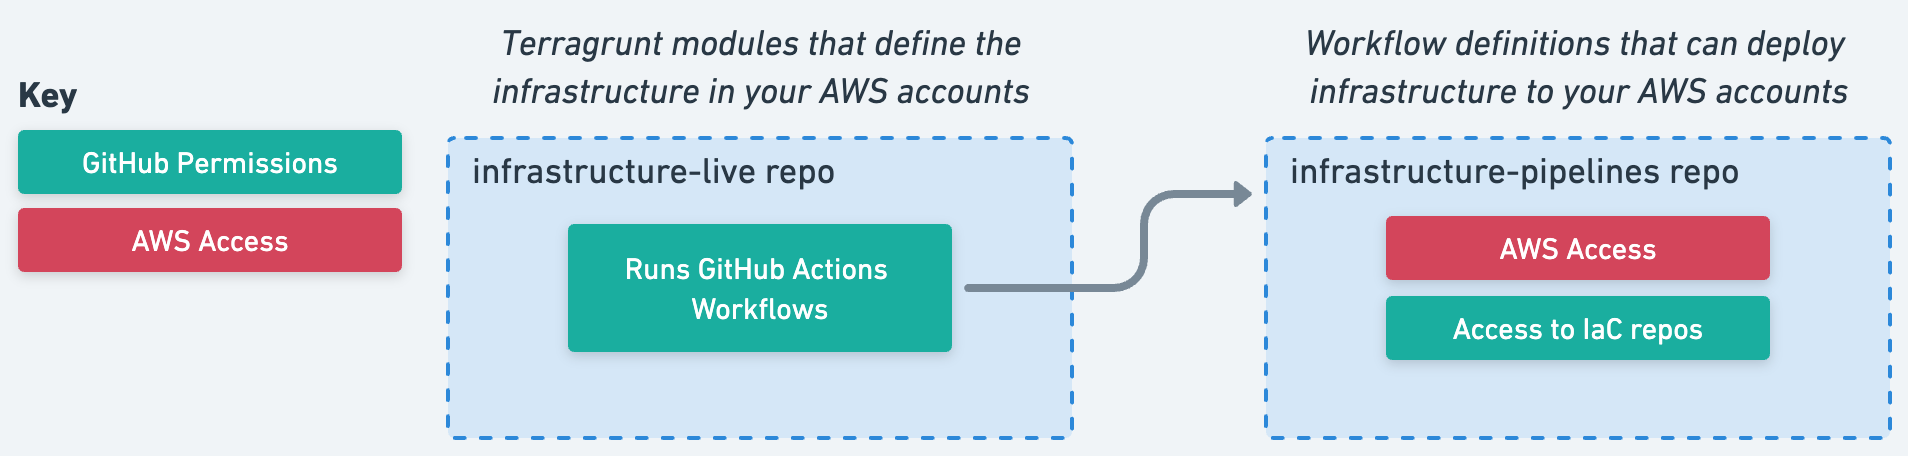 Key
GitHub Permissions
AWS Access
Terragrunt modules that define the
infrastructure in your AWS accounts
infrastructure-live repo
Runs GitHub Actions
Workflows
Workflow definitions that can deploy
infrastructure to your AWS accounts
infrastructure-pipelines repo
AWS Access
Access to IaC repos